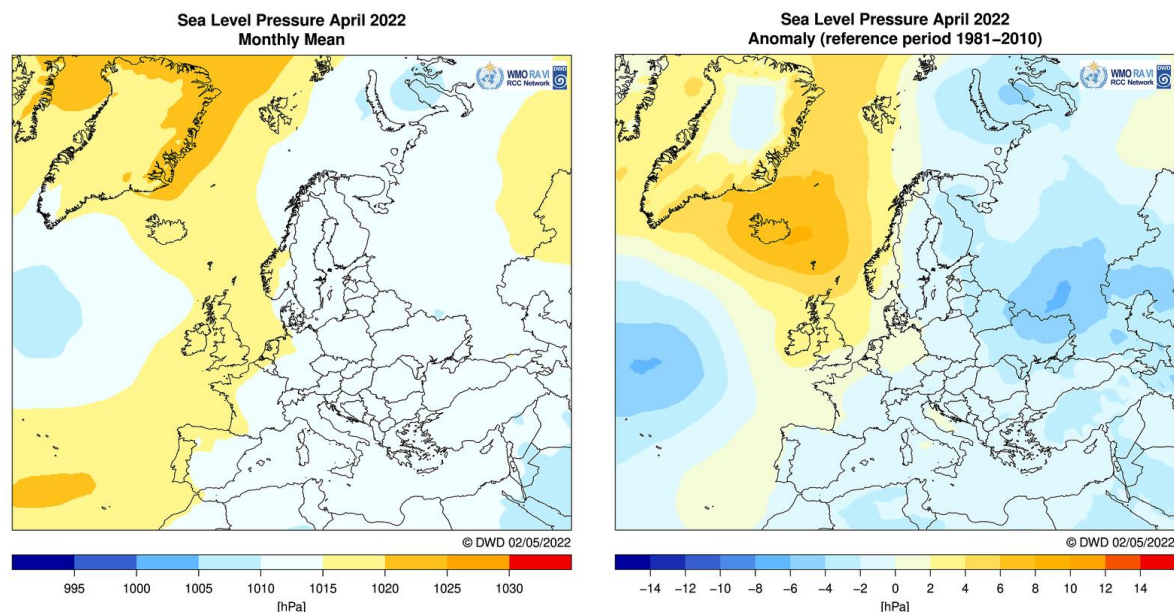 Sea Level Pressure April 2022
Monthly Mean
WMO RA VI
RCC Network
DWD
© DWD 02/05/2022
995 1000 1005 1010 1015 1020 1025 1030
[hPa]
Sea Level Pressure April 2022
Anomaly (reference period 1981−2010)
WMO RA VI
RCC Network
DWD
© DWD 02/05/2022
−14 −12 −10 −8 −6 −4 −2 0 2 4 6 8 10 12 14
[hPa]